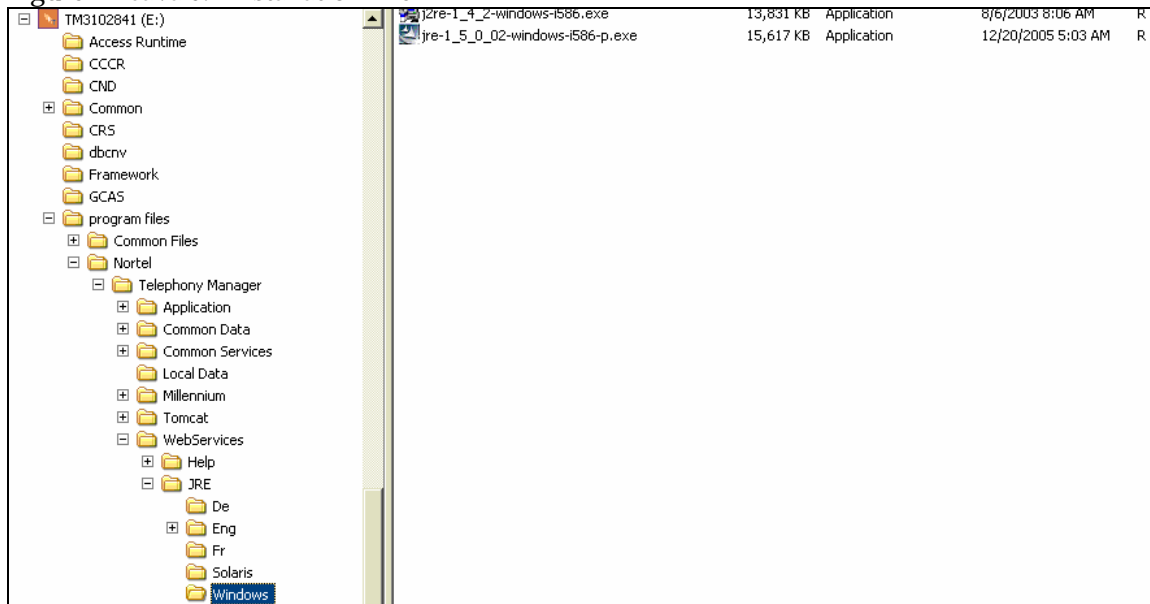 TM3102841 (E:)
Access Runtime
CCCR
CND
Common
CRS
dbcnv
Framework
GCAS
program files
Common Files
Nortel
Telephony Manager
Application
Common Data
Common Services
Local Data
Millennium
Tomcat
WebServices
Help
JRE
De
Eng
Fr
Solaris
Windows
j2re-1_4_2-windows-i586.exe 13,831 KB Application 8/6/2003 8:06 AM R
jre-1_5_0_02-windows-i586-p.exe 15,617 KB Application 12/20/2005 5:03 AM R